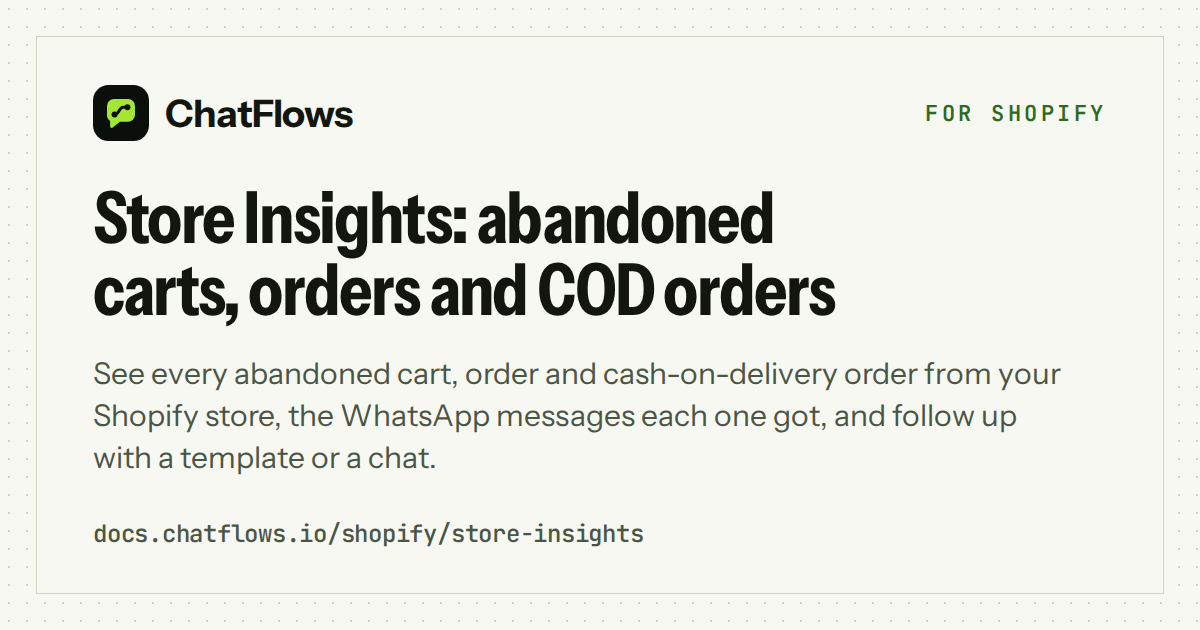 ChatFlows
FOR SHOPIFY
Store Insights: abandoned
carts, orders and COD orders
See every abandoned cart, order and cash-on-delivery order from your
Shopify store, the WhatsApp messages each one got, and follow up
with a template or a chat.
docs.chatflows.io/shopify/store-insights